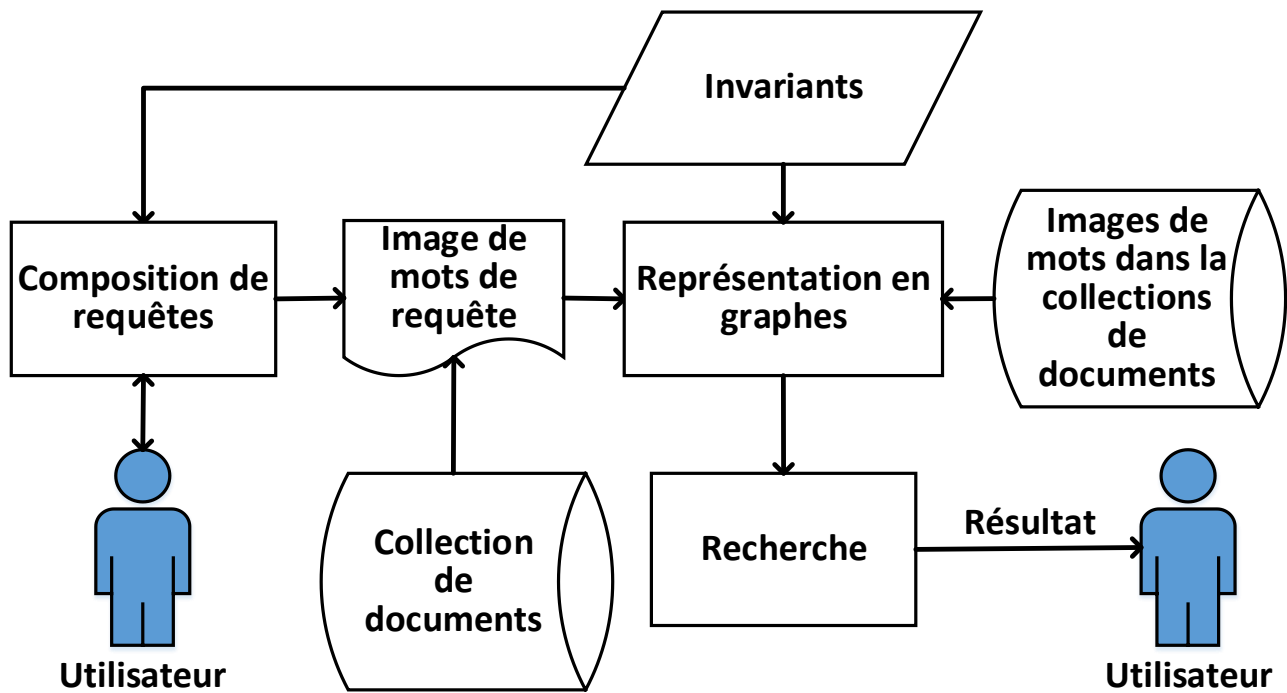 Invariants
Composition de
requêtes
Image de
mots de
requête
Représentation en
graphes
Images de
mots dans la
collections
de
documents
Collection
de
documents
Recherche
Résultat
Utilisateur
Utilisateur